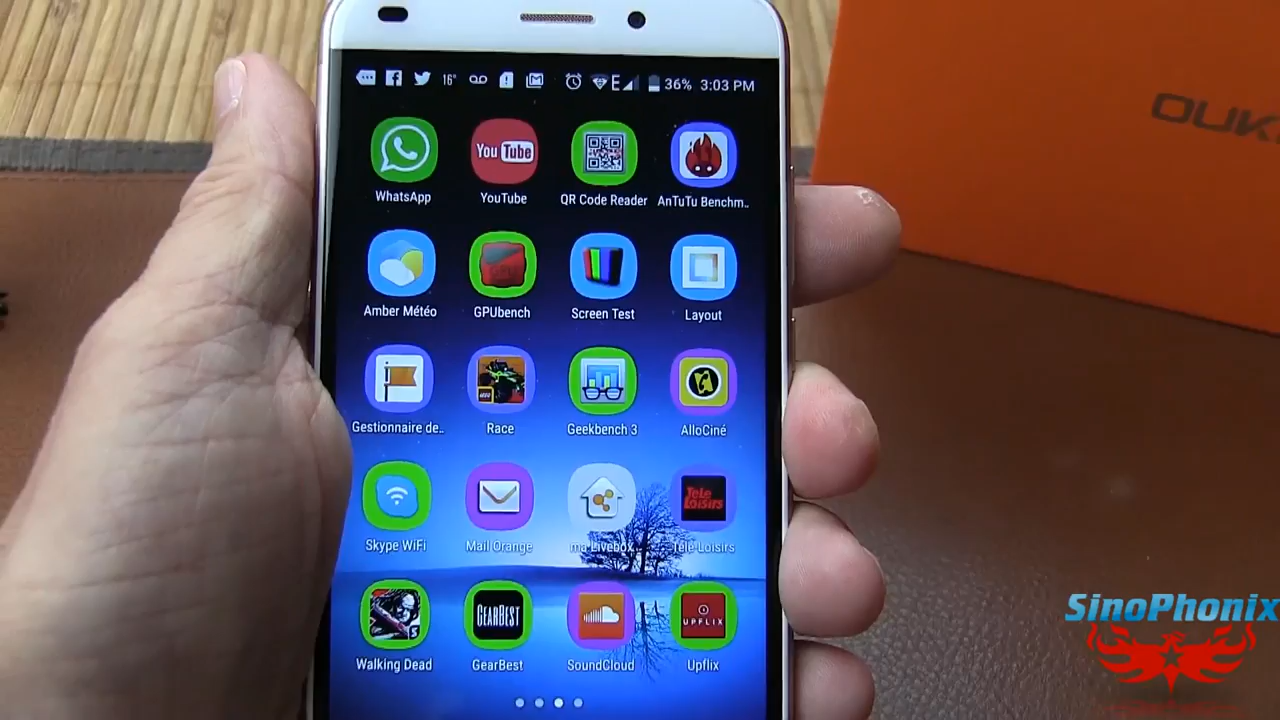 16° E 36% 3:03 PM
OUK
WhatsApp YouTube QR Code Reader AnTuTu Benchm..
Amber Météo GPUbench Screen Test Layout
Gestionnaire de.. Race Geekbench 3 AlloCiné
Skype WiFi Mail Orange ma Livebox Télé-Loisirs
Walking Dead GearBest SoundCloud Upflix
You Tube
TéLé LOISIRS
GEARBEST
UPFLIX
SinoPhonix